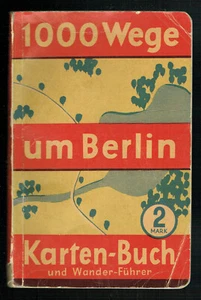 1000 Wege
um Berlin
2
MARK
Karten-Buch
und Wander-Führer